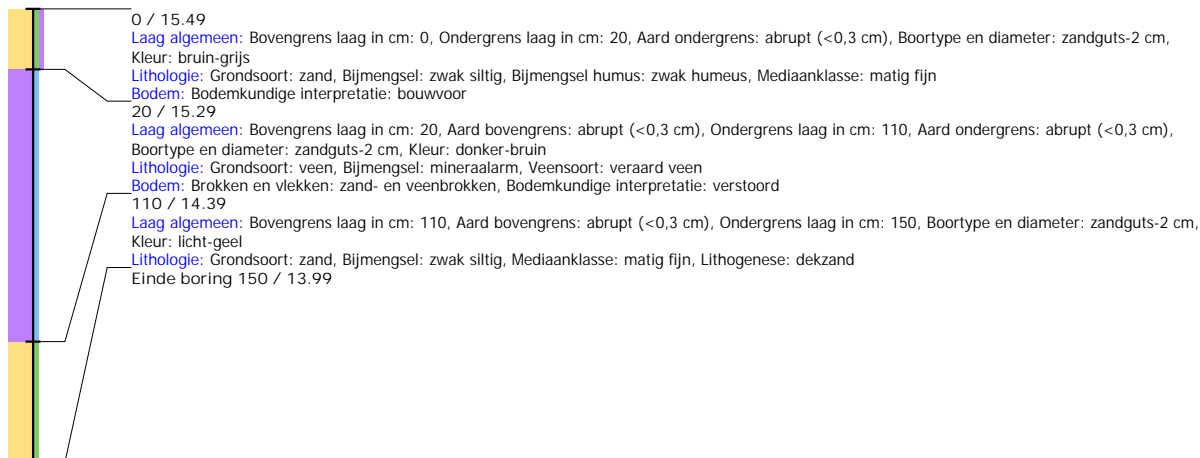 0 / 15.49
Laag algemeen: Bovengrens laag in cm: 0, Ondergrens laag in cm: 20, Aard ondergrens: abrupt (<0,3 cm), Boortype en diameter: zandguts-2 cm,
Kleur: bruin-grijs
Lithologie: Grondsoort: zand, Bijmengsel: zwak siltig, Bijmengsel humus: zwak humeus, Mediaanklasse: matig fijn
Bodem: Bodemkundige interpretatie: bouwvoor
20 / 15.29
Laag algemeen: Bovengrens laag in cm: 20, Aard bovengrens: abrupt (<0,3 cm), Ondergrens laag in cm: 110, Aard ondergrens: abrupt (<0,3 cm),
Boortype en diameter: zandguts-2 cm, Kleur: donker-bruin
Lithologie: Grondsoort: veen, Bijmengsel: mineraalarm, Veensoort: veraard veen
Bodem: Brokken en vlekken: zand- en veenbrokken, Bodemkundige interpretatie: verstoord
110 / 14.39
Laag algemeen: Bovengrens laag in cm: 110, Aard bovengrens: abrupt (<0,3 cm), Ondergrens laag in cm: 150, Boortype en diameter: zandguts-2 cm,
Kleur: licht-geel
Lithologie: Grondsoort: zand, Bijmengsel: zwak siltig, Mediaanklasse: matig fijn, Lithogenese: dekzand
Einde boring 150 / 13.99